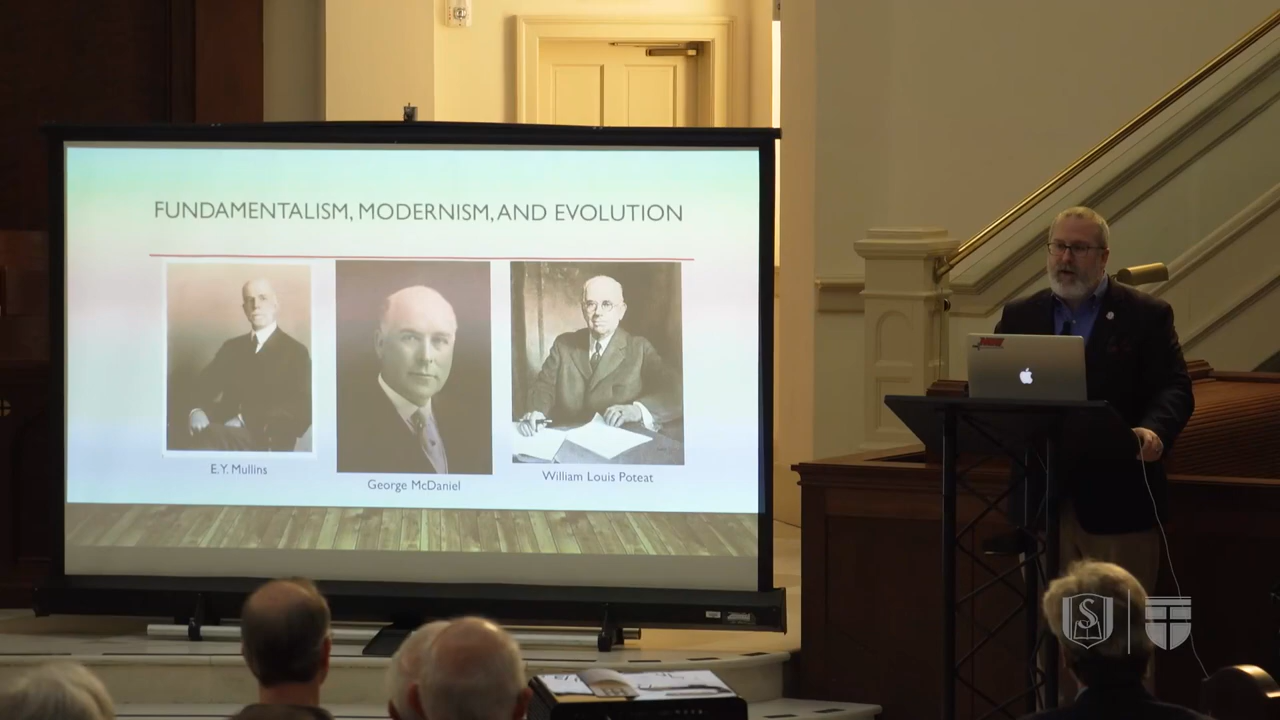 FUNDAMENTALISM, MODERNISM, AND EVOLUTION
E.Y. Mullins
George McDaniel
William Louis Poteat